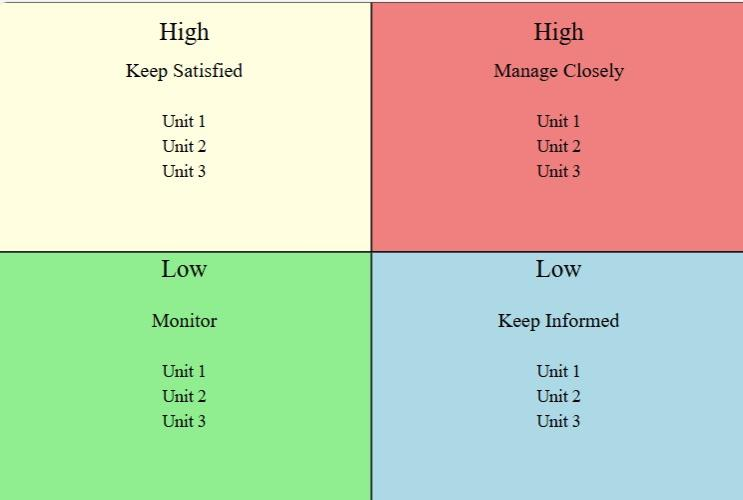 High
Keep Satisfied
Unit 1
Unit 2
Unit 3
High
Manage Closely
Unit 1
Unit 2
Unit 3
Low
Monitor
Unit 1
Unit 2
Unit 3
Low
Keep Informed
Unit 1
Unit 2
Unit 3